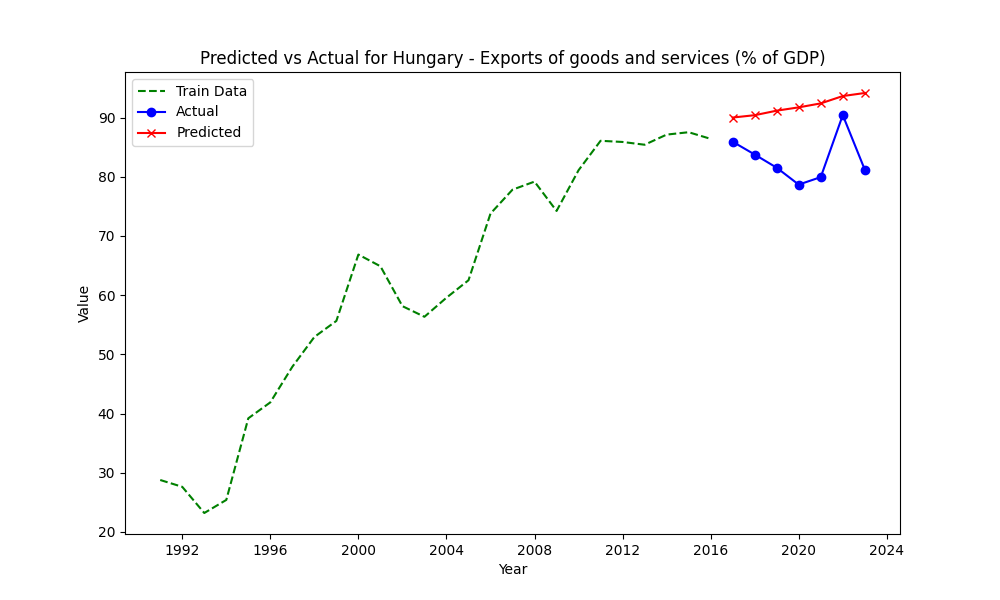 Predicted vs Actual for Hungary - Exports of goods and services (% of GDP)
Train Data
Actual
Predicted
90
80
70
60
50
40
30
20
Value
1992 1996 2000 2004 2008 2012 2016 2020 2024
Year